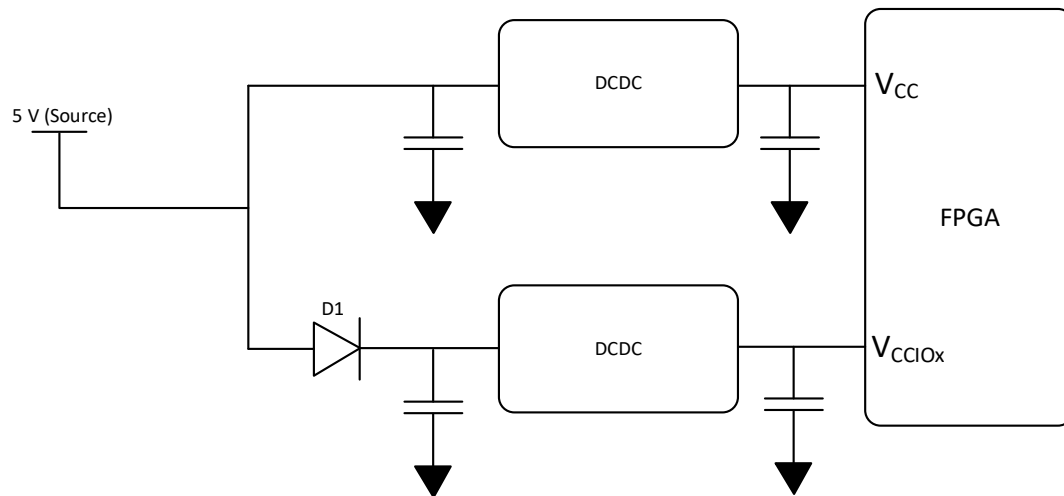 5 V (Source)
DCDC
VCC
FPGA
D1
DCDC
VCCIOx